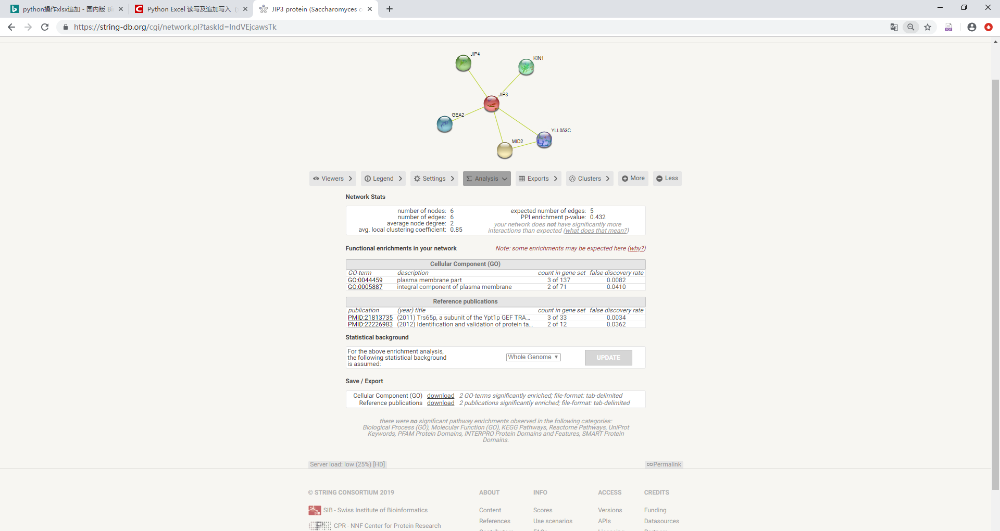 python操作xlsx追加 - 国内版 Bi
Python Excel 读写及追加写入
JIP3 protein (Saccharomyces c
https://string-db.org/cgi/network.pl?taskId=IndVEjcawsTk
JIP4
KIN1
JIP3
GEA2
YLL053C
MID2
Viewers
Legend
Settings
Analysis
Exports
Clusters
More
Less
Network Stats
number of nodes: 6
number of edges: 6
average node degree: 2
avg. local clustering coefficient: 0.85
expected number of edges: 5
PPI enrichment p-value: 0.432
your network does not have significantly more
interactions than expected (what does that mean?)
Functional enrichments in your network
Note: some enrichments may be expected here (why?)
Cellular Component (GO)
GO-term description count in gene set false discovery rate
GO:0044459 plasma membrane part 3 of 137 0.0082
GO:0005887 integral component of plasma membrane 2 of 71 0.0410
Reference publications
publication (year) title count in gene set false discovery rate
PMID:21813735 (2011) Trs65p, a subunit of the Ypt1p GEF TRA... 3 of 33 0.0034
PMID:22226983 (2012) Identification and validation of protein ta... 2 of 12 0.0362
Statistical background
For the above enrichment analysis,
the following statistical background
is assumed:
Whole Genome
UPDATE
Save / Export
Cellular Component (GO) download 2 GO-terms significantly enriched; file-format: tab-delimited
Reference publications download 2 publications significantly enriched; file-format: tab-delimited
there were no significant pathway enrichments observed in the following categories:
Biological Process (GO), Molecular Function (GO), KEGG Pathways, Reactome Pathways, UniProt
Keywords, PFAM Protein Domains, INTERPRO Protein Domains and Features, SMART Protein
Domains.
Server load: low (25%) [HD]
Permalink
© STRING CONSORTIUM 2019
ABOUT
INFO
ACCESS
CREDITS
SIB - Swiss Institute of Bioinformatics
Content
Scores
Versions
Funding
References
Use scenarios
APIs
Datasources
CPR - NNF Center for Protein Research